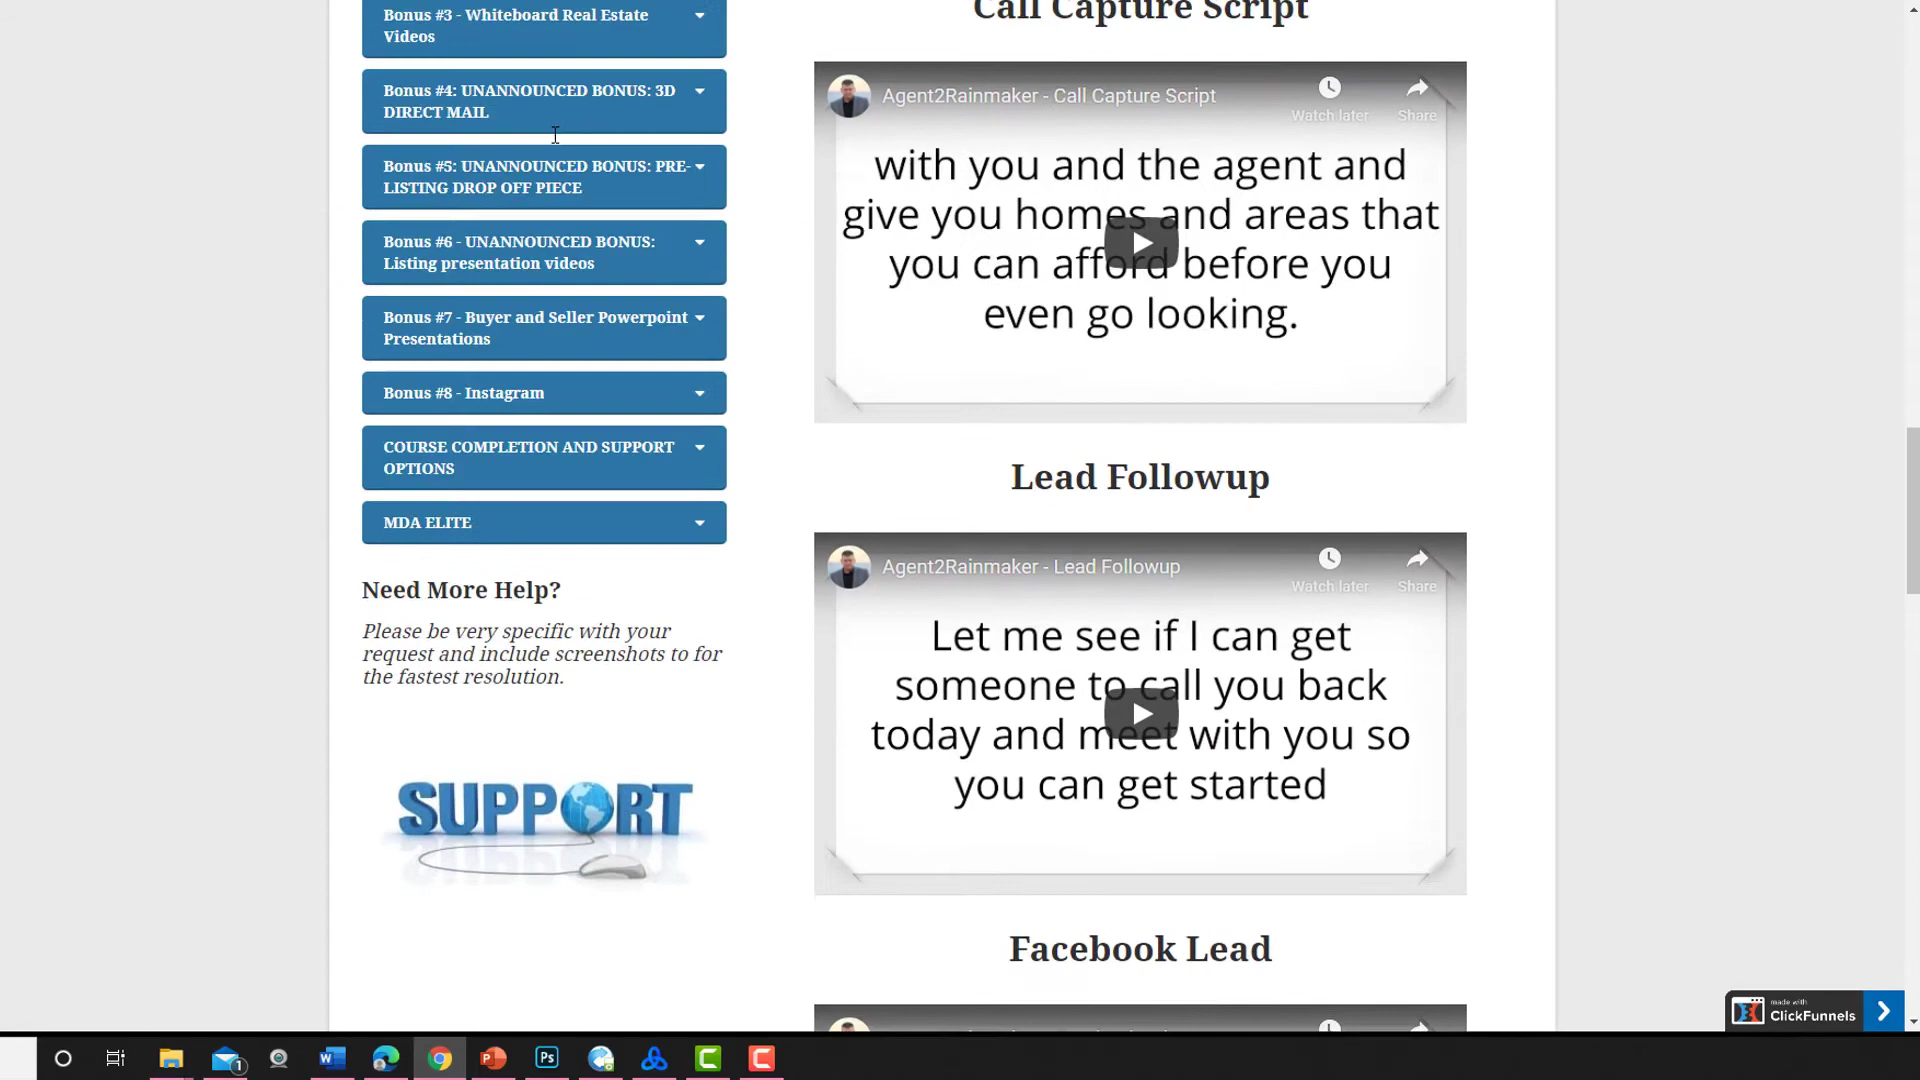 Bonus #3 - Whiteboard Real Estate
Videos
Bonus #4: UNANNOUNCED BONUS: 3D
DIRECT MAIL
Bonus #5: UNANNOUNCED BONUS: PRE-
LISTING DROP OFF PIECE
Bonus #6 - UNANNOUNCED BONUS:
Listing presentation videos
Bonus #7 - Buyer and Seller Powerpoint
Presentations
Bonus #8 - Instagram
COURSE COMPLETION AND SUPPORT
OPTIONS
MDA ELITE
Need More Help?
Please be very specific with your
request and include screenshots to for
the fastest resolution.
SUPPORT
Call Capture Script
Agent2Rainmaker - Call Capture Script
Watch later
Share
with you and the agent and
give you homes and areas that
you can afford before you
even go looking.
Lead Followup
Agent2Rainmaker - Lead Followup
Watch later
Share
Let me see if I can get
someone to call you back
today and meet with you so
you can get started
Facebook Lead
made with
ClickFunnels
1
W
P
Ps
C
C